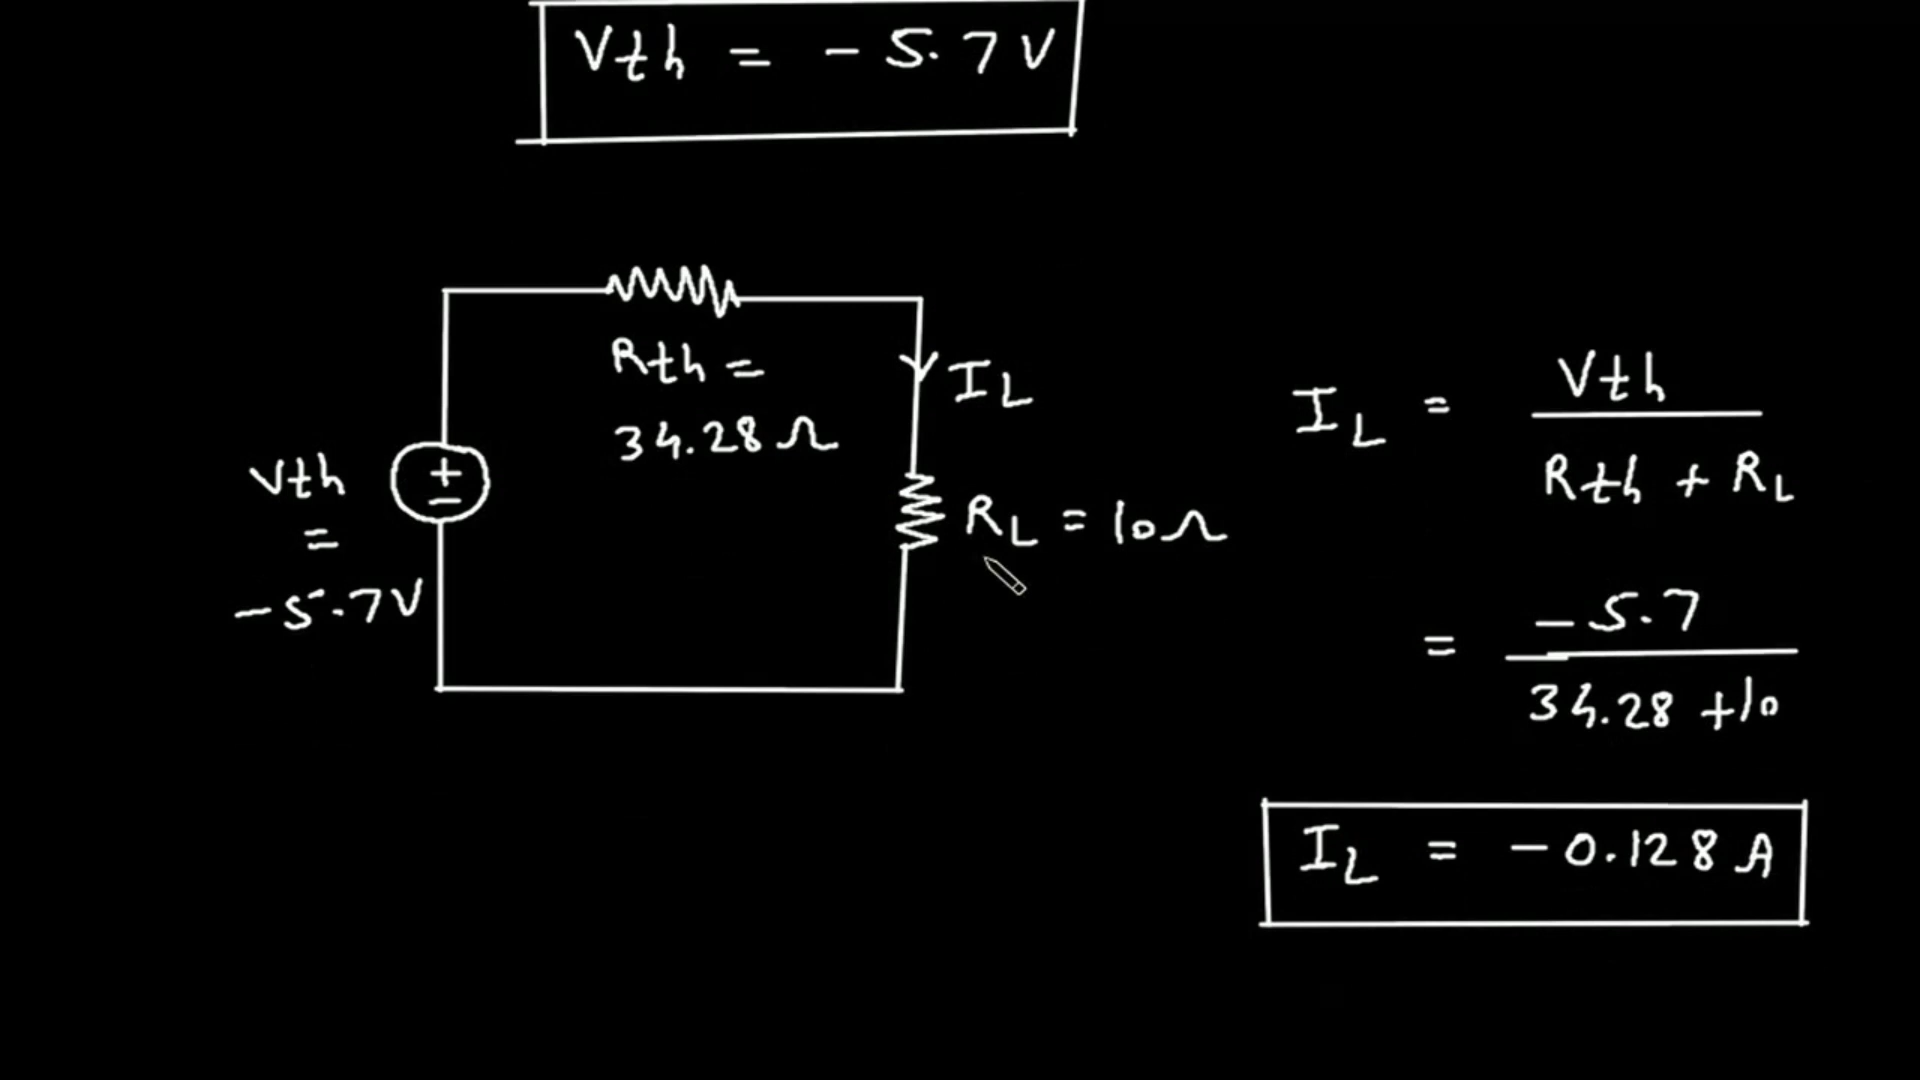 Vth = - 5.7 V
Rth =
34.28 Ω
IL
Vth
=
-5.7V
+
-
RL = 10Ω
IL = Vth / Rth + RL
= -5.7 / 34.28 + 10
IL = - 0.128 A